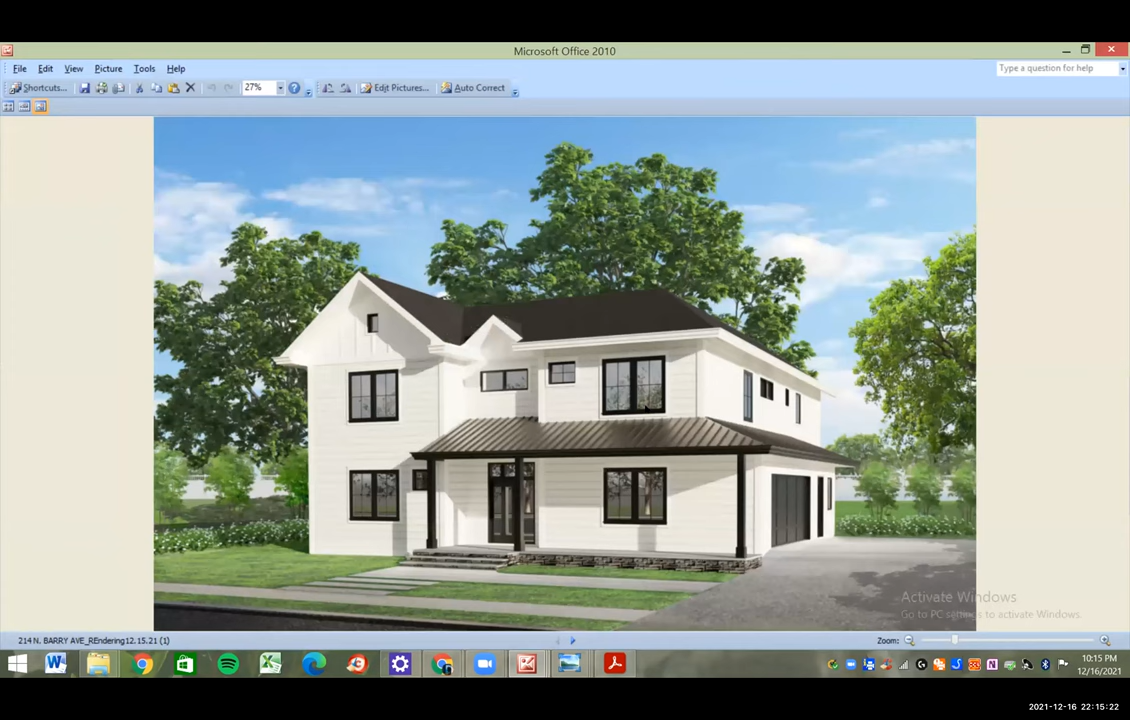 Microsoft Office 2010
File Edit View Picture Tools Help
Type a question for help
Shortcuts... 27% Edit Pictures... Auto Correct
Activate Windows
Go to PC settings to activate Windows.
214 N. BARRY AVE_REndering12.15.21 (1)
Zoom:
10:15 PM
12/16/2021
2021-12-16 22:15:22